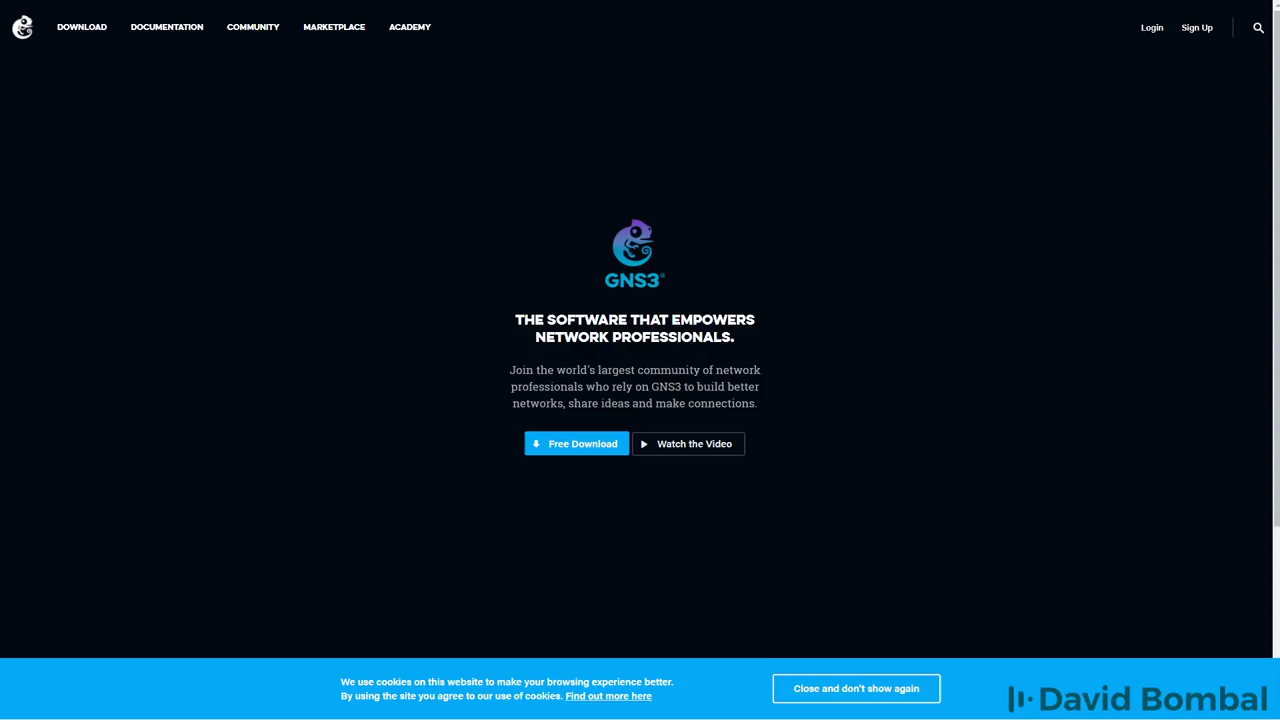 DOWNLOAD DOCUMENTATION COMMUNITY MARKETPLACE ACADEMY Login Sign Up
GNS3®
THE SOFTWARE THAT EMPOWERS
NETWORK PROFESSIONALS.
Join the world's largest community of network
professionals who rely on GNS3 to build better
networks, share ideas and make connections.
Free Download Watch the Video
We use cookies on this website to make your browsing experience better.
By using the site you agree to our use of cookies. Find out more here
Close and don't show again
David Bombal